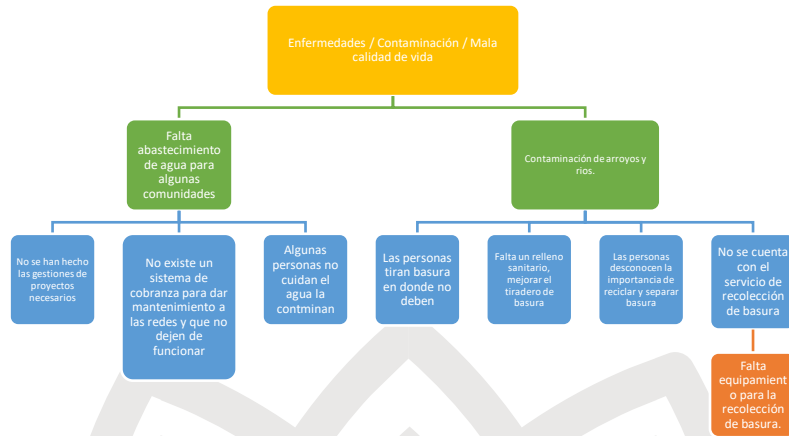 Enfermedades / Contaminación / Mala
calidad de vida
Falta
abastecimiento
de agua para
algunas
comunidades
Contaminación de arroyos y
rios.
No se han hecho
las gestiones de
proyectos
necesarios
No existe un
sistema de
cobranza para dar
mantenimiento a
las redes y que no
dejen de
funcionar
Algunas
personas no
cuidan el
agua la
contminan
Las personas
tiran basura
en donde no
deben
Falta un relleno
sanitario,
mejorar el
tiradero de
basura
Las personas
desconocen la
importancia de
reciclar y separar
basura
No se cuenta
con el
servicio de
recolección
de basura
Falta
equipamient
o para la
recolección
de basura.